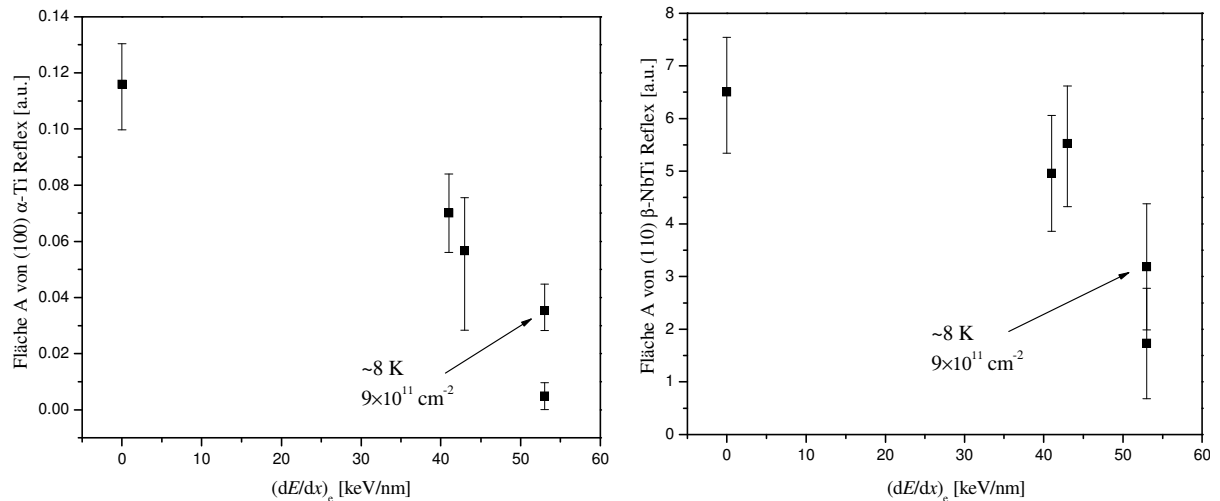 Fläche A von (100) α-Ti Reflex [a.u.]
0.14
0.12
0.10
0.08
0.06
0.04
0.02
0.00
~8 K
9×10¹¹ cm⁻²
0 10 20 30 40 50 60
(dE/dx)ₑ [keV/nm]
Fläche A von (110) β-NbTi Reflex [a.u.]
8
7
6
5
4
3
2
1
0
~8 K
9×10¹¹ cm⁻²
0 10 20 30 40 50 60
(dE/dx)ₑ [keV/nm]